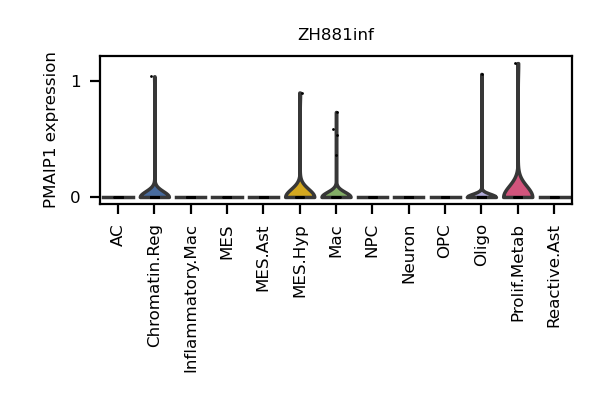 ZH881inf
PMAIP1 expression
1
0
AC
Chromatin.Reg
Inflammatory.Mac
MES
MES.Ast
MES.Hyp
Mac
NPC
Neuron
OPC
Oligo
Prolif.Metab
Reactive.Ast